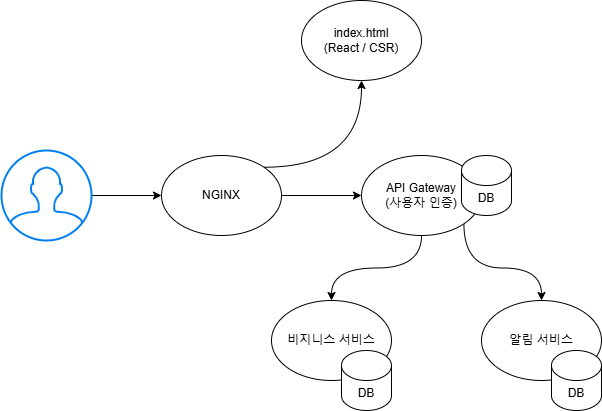 index.html
(React / CSR)
NGINX
API Gateway
(사용자 인증)
DB
비지니스 서비스
DB
알림 서비스
DB